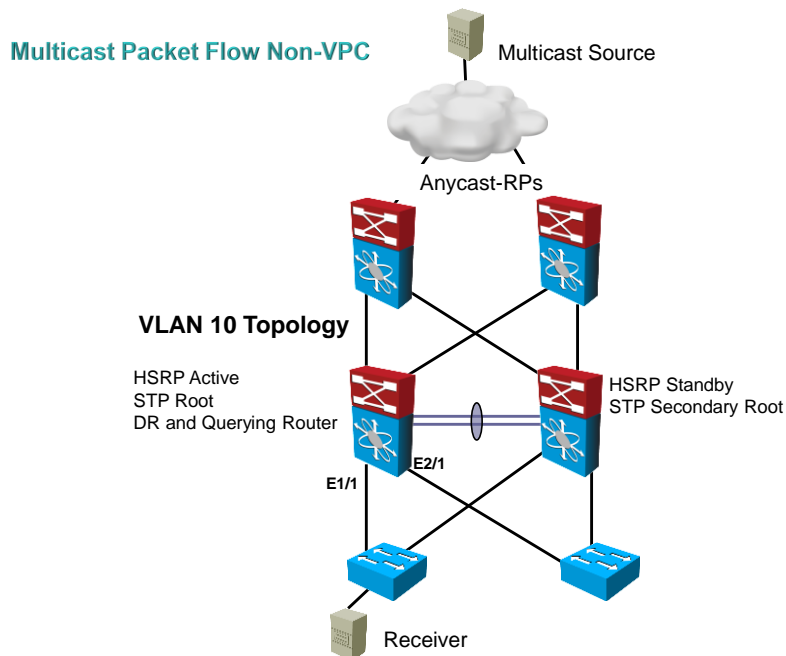 Multicast Packet Flow Non-VPC
Multicast Source
Anycast-RPs
VLAN 10 Topology
HSRP Active
STP Root
DR and Querying Router
HSRP Standby
STP Secondary Root
E2/1
E1/1
Receiver